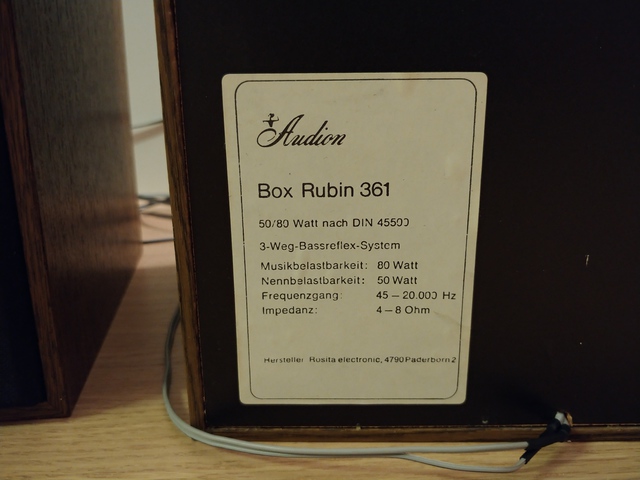 Audion
Box Rubin 361
50/80 Watt nach DIN 45500
3-Weg-Bassreflex-System
Musikbelastbarkeit: 80 Watt
Nennbelastbarkeit: 50 Watt
Frequenzgang: 45 – 20.000 Hz
Impedanz: 4 – 8 Ohm
Hersteller Rosita electronic, 4790 Paderborn 2